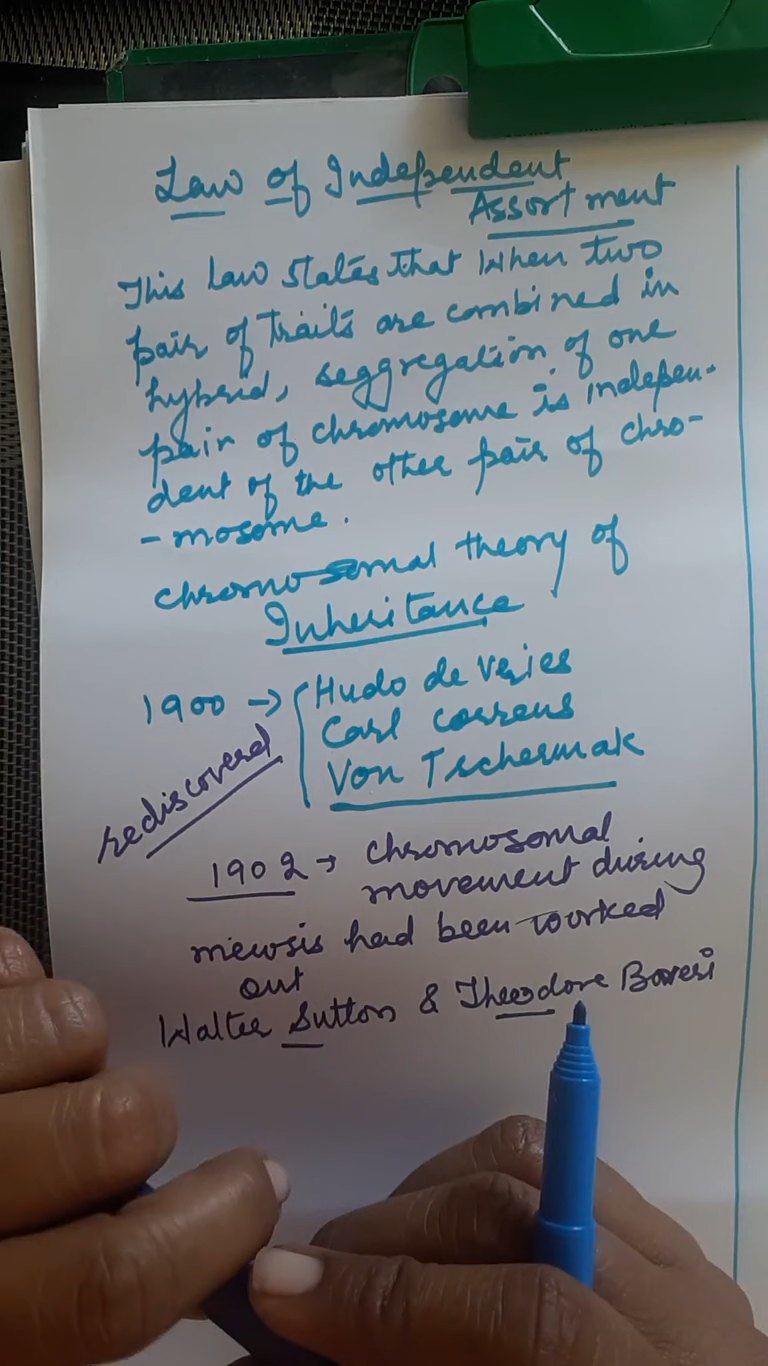 Law of Independent
Assortment
This Law states that When two
pair of traits are combined in
hybrid, seggregation of one
pair of chromosome is indepen-
dent of the other pair of chro-
-mosome.
chromosomal theory of
Inheritance
1900 → Hudo de Veries
Carl correns
Von Tschermak
rediscovered
1902 → chromosomal
movement during
miewsis had been worked
out
Walter Sutton & Theodore Boveri